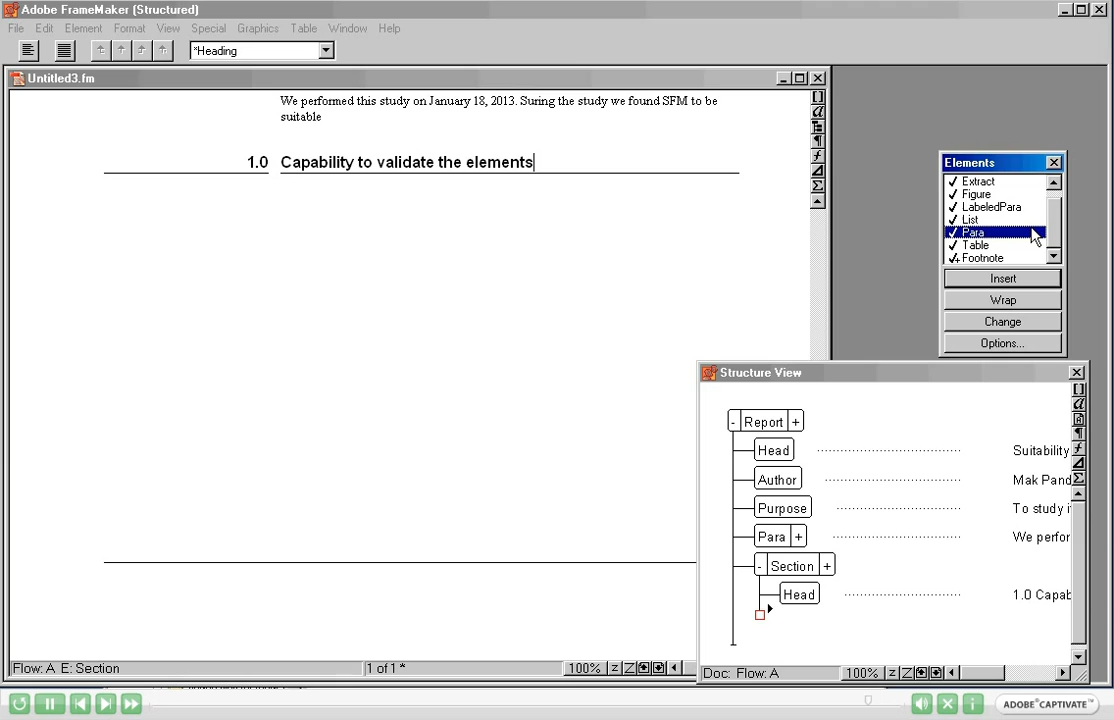 Adobe FrameMaker (Structured)
File Edit Element Format View Special Graphics Table Window Help
*Heading
Untitled3.fm
We performed this study on January 18, 2013. Suring the study we found SFM to be
suitable
1.0 Capability to validate the elements
Elements
Extract
Figure
LabeledPara
List
Para
Table
Footnote
Insert
Wrap
Change
Options...
Structure View
- Report +
Head Suitability
Author Mak Pand
Purpose To study i
Para + We perfor
- Section +
Head 1.0 Capab
Flow: A E: Section 1 of 1 * 100%
Doc: Flow: A 100%
ADOBE® CAPTIVATE™